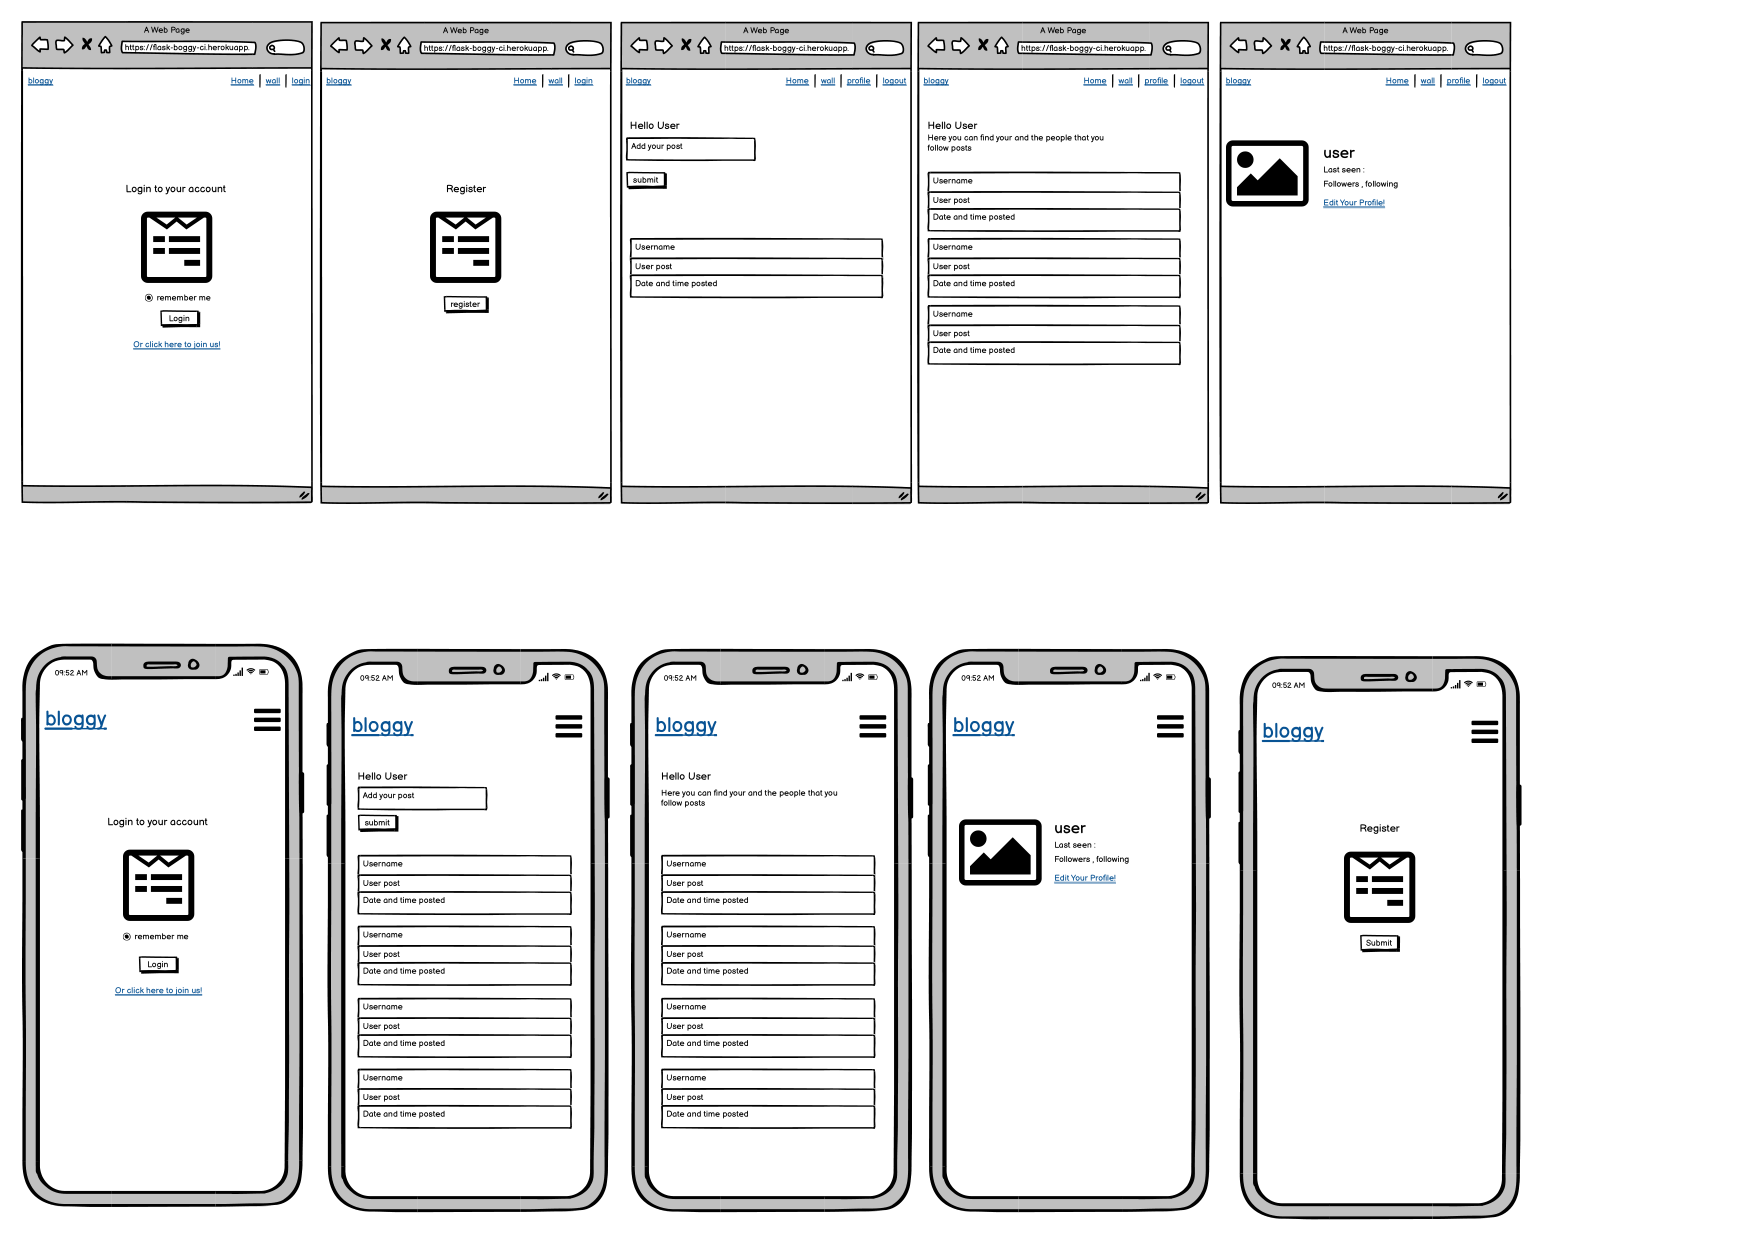 A Web Page
https://flask-boggy-ci.herokuapp.
bloggy
Home | wall | login
Login to your account
remember me
Login
Or click here to join us!
A Web Page
https://flask-boggy-ci.herokuapp.
bloggy
Home | wall | login
Register
register
A Web Page
https://flask-boggy-ci.herokuapp.
bloggy
Home | wall | profile | logout
Hello User
Add your post
submit
Username
User post
Date and time posted
A Web Page
https://flask-boggy-ci.herokuapp.
bloggy
Home | wall | profile | logout
Hello User
Here you can find your and the people that you
follow posts
Username
User post
Date and time posted
Username
User post
Date and time posted
Username
User post
Date and time posted
A Web Page
https://flask-boggy-ci.herokuapp.
bloggy
Home | wall | profile | logout
user
Last seen :
Followers , following
Edit Your Profile!
09:52 AM
bloggy
Login to your account
remember me
Login
Or click here to join us!
09:52 AM
bloggy
Hello User
Add your post
submit
Username
User post
Date and time posted
Username
User post
Date and time posted
Username
User post
Date and time posted
Username
User post
Date and time posted
09:52 AM
bloggy
Hello User
Here you can find your and the people that you
follow posts
Username
User post
Date and time posted
Username
User post
Date and time posted
Username
User post
Date and time posted
Username
User post
Date and time posted
09:52 AM
bloggy
user
Last seen :
Followers , following
Edit Your Profile!
09:52 AM
bloggy
Register
Submit